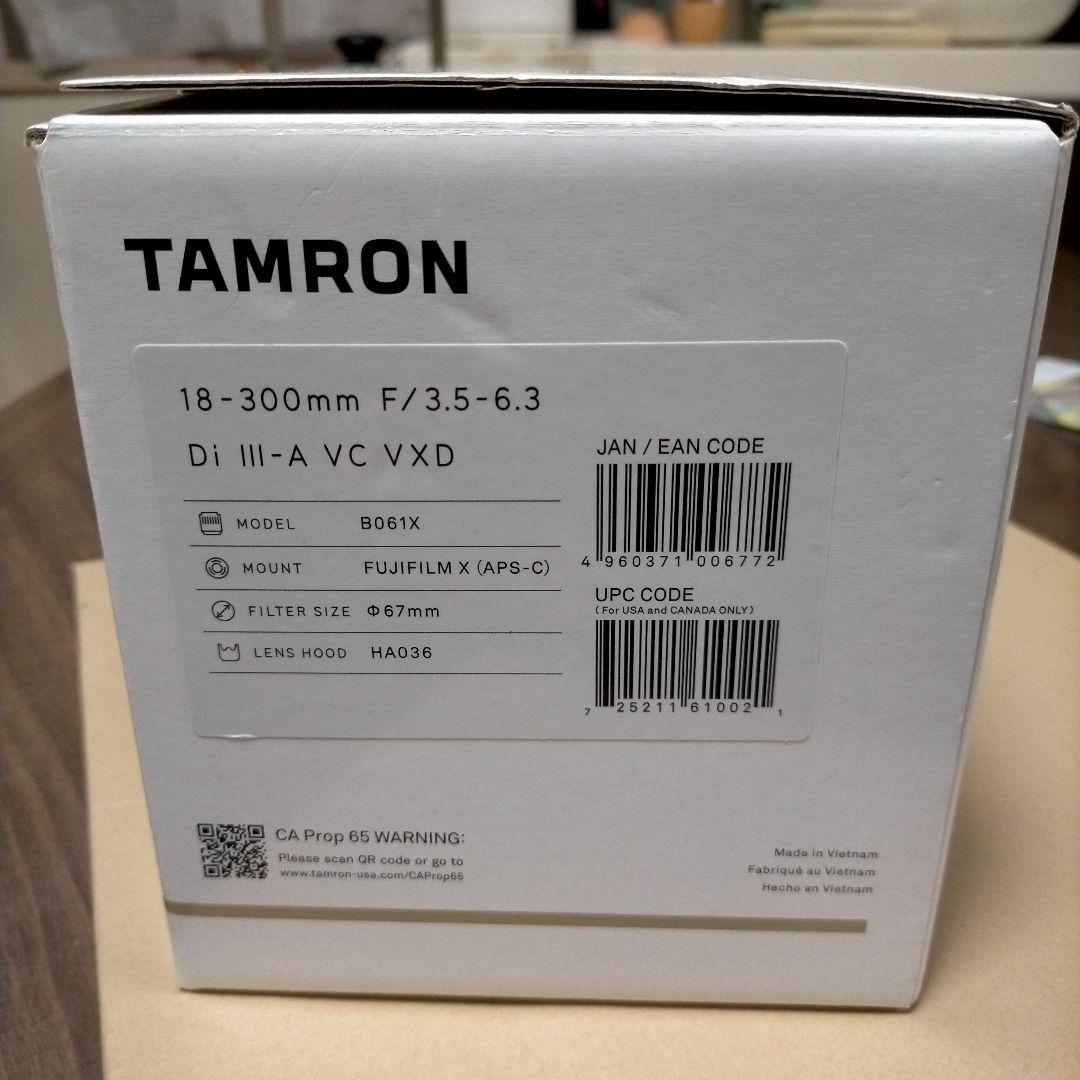 TAMRON
18-300mm F/3.5-6.3
Di III-A VC VXD
MODEL B061X
MOUNT FUJIFILM X (APS-C)
FILTER SIZE Φ67mm
LENS HOOD HA036
JAN / EAN CODE
4 960371 006772
UPC CODE
(For USA and CANADA ONLY)
7 25211 61002 1
CA Prop 65 WARNING:
Please scan QR code or go to
www.tamron-usa.com/CAProp65
Made in Vietnam
Fabriqué au Vietnam
Hecho en Vietnam